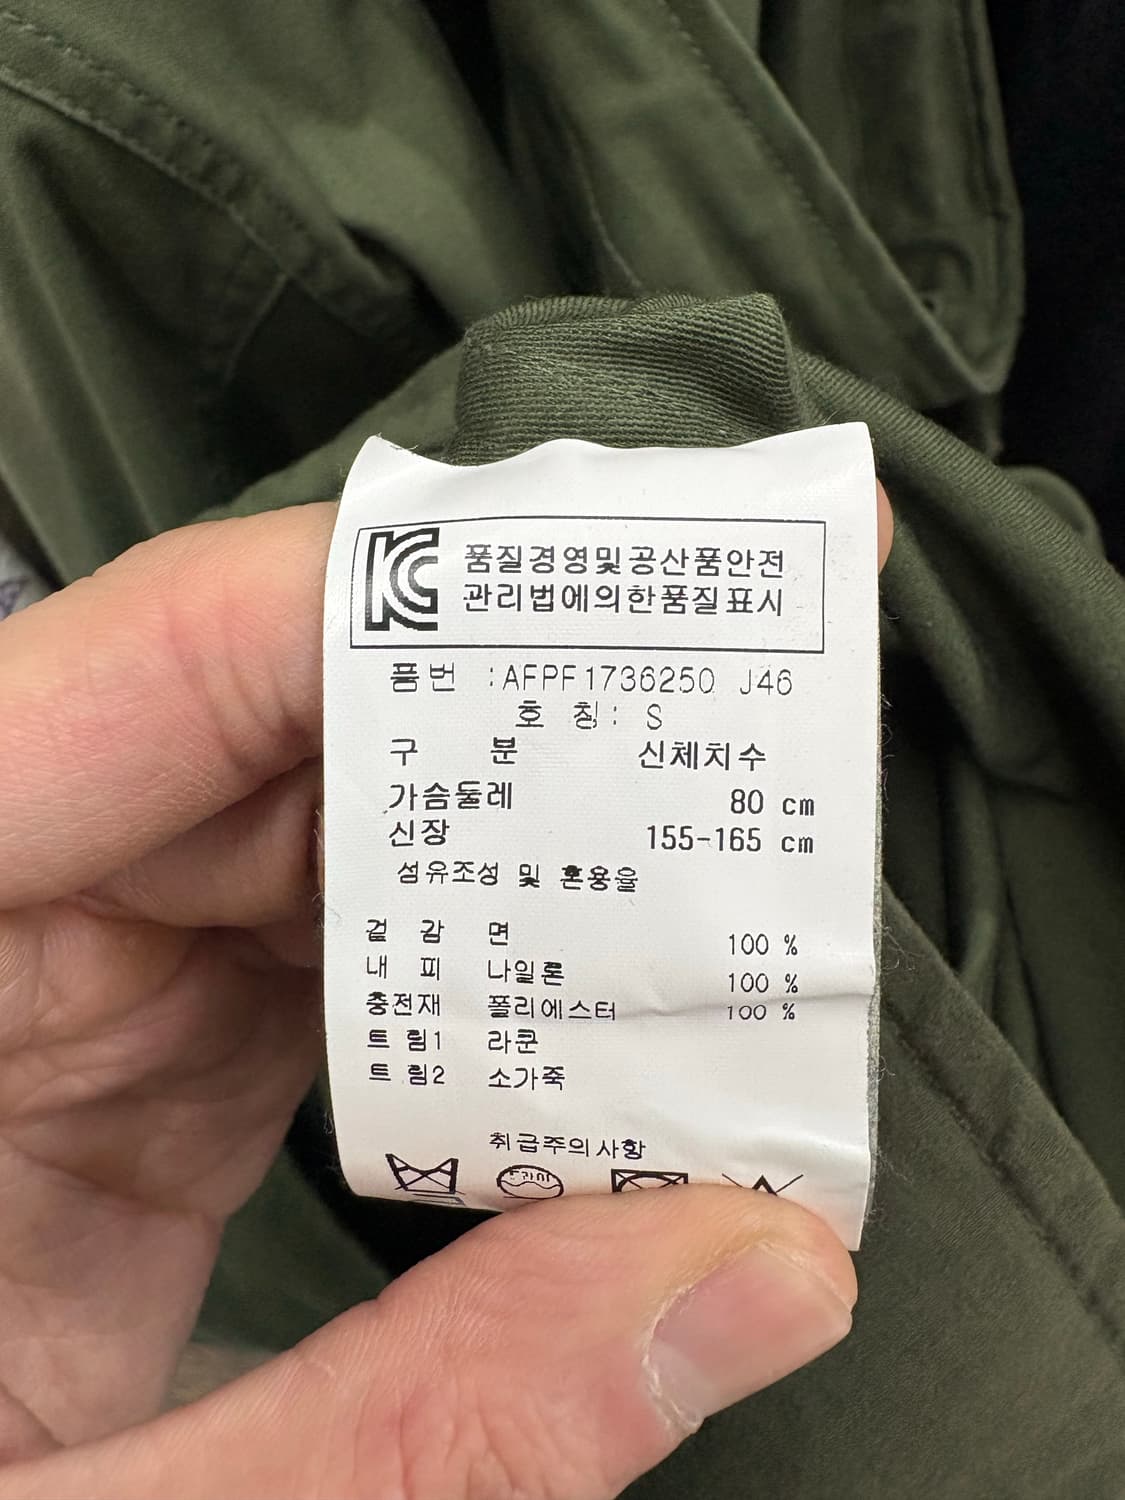 KC 품질경영및공산품안전
관리법에의한품질표시
품번 :AFPF1736250 J46
호 칭: S
구 분 신체치수
가슴둘레 80 cm
신장 155-165 cm
섬유조성 및 혼용율
겉 감 면 100 %
내 피 나일론 100 %
충전재 폴리에스터 100 %
트 림1 라쿤
트 림2 소가죽
취급주의사항
드라이